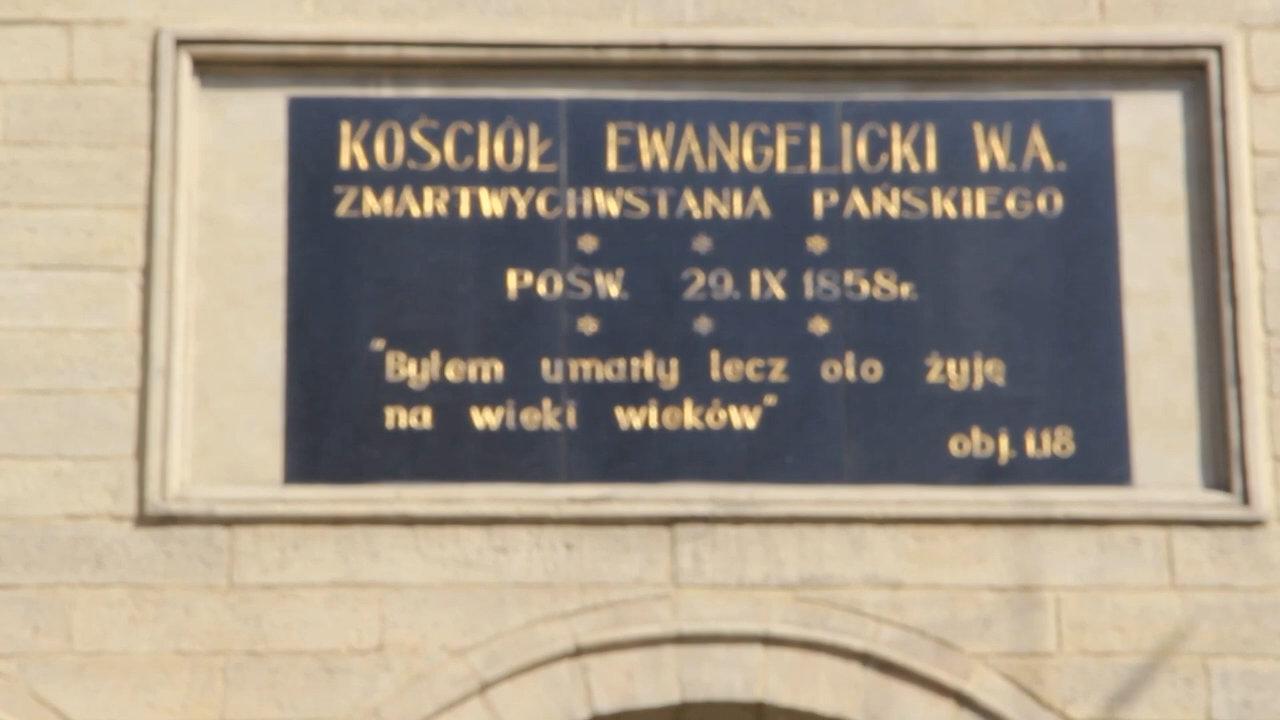 KOŚCIÓŁ EWANGELICKI W.A.
ZMARTWYCHWSTANIA PAŃSKIEGO
* * *
POŚW. 29. IX 1858r.
* * *
"Byłem umarły lecz oto żyję
na wieki wieków"
obj. 1.18